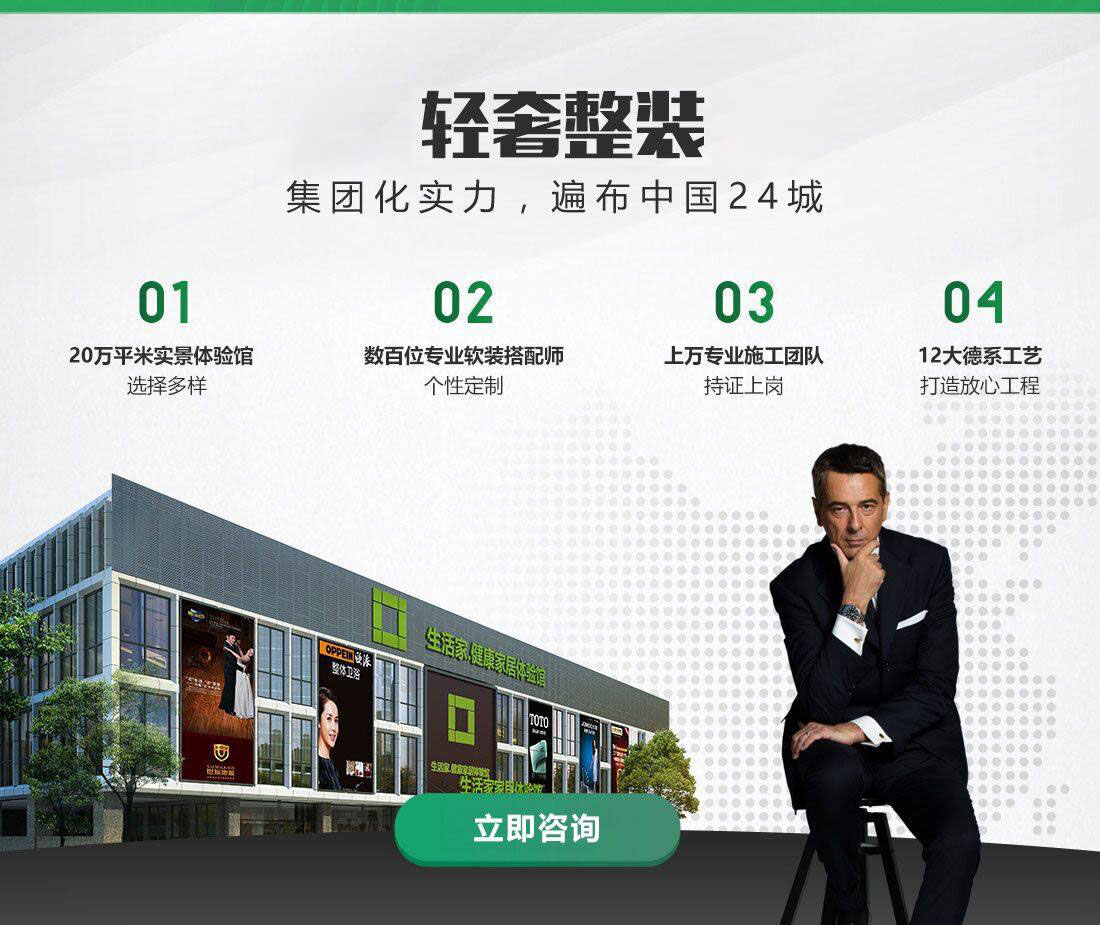 轻奢整装
集团化实力，遍布中国24城
01
20万平米实景体验馆
选择多样
02
数百位专业软装搭配师
个性定制
03
上万专业施工团队
持证上岗
04
12大德系工艺
打造放心工程
生活家、健康家居体验馆
OPPEIN 欧派
整体卫浴
TOTO
生活家、健康家居体验馆
立即咨询